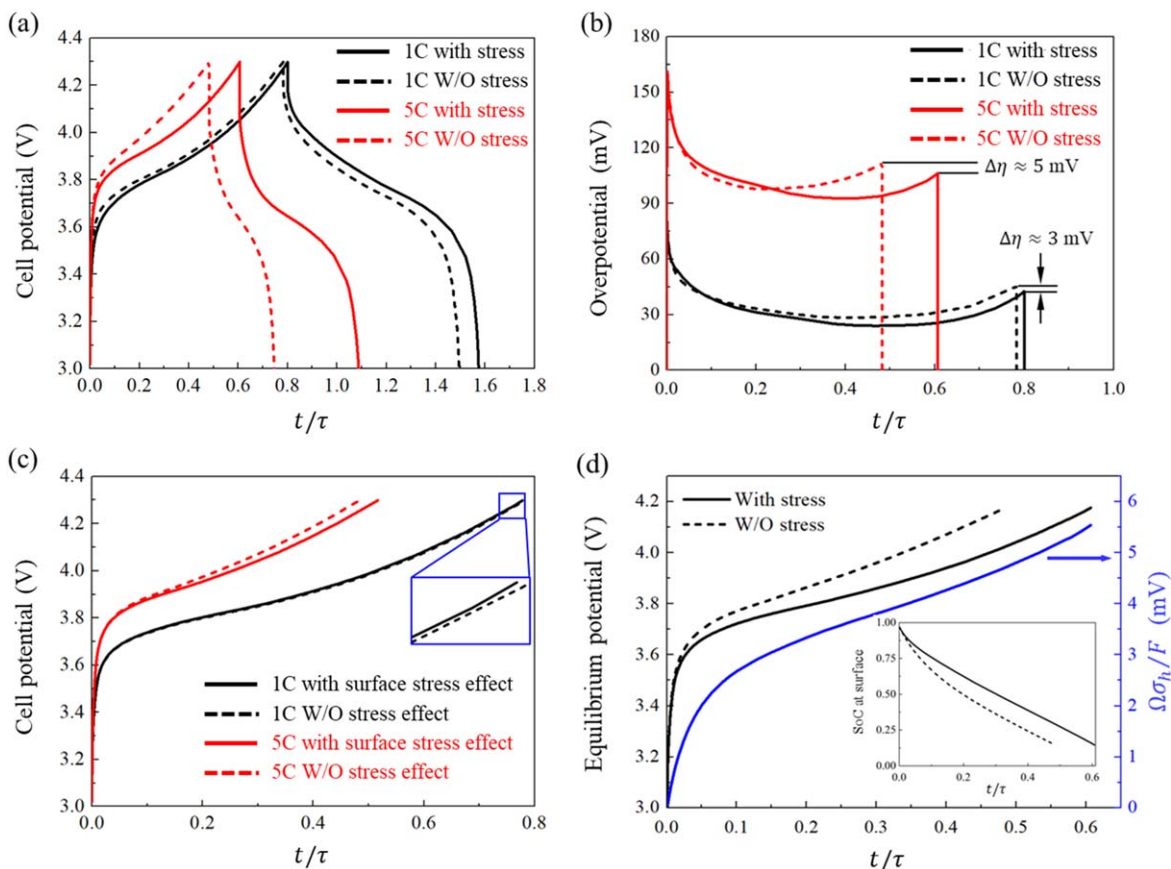 (a)
4.4
4.2
4.0
3.8
3.6
3.4
3.2
3.0
Cell potential (V)
1C with stress
1C W/O stress
5C with stress
5C W/O stress
0.0 0.2 0.4 0.6 0.8 1.0 1.2 1.4 1.6 1.8
t/τ
(b)
180
150
120
90
60
30
0
Overpotential (mV)
1C with stress
1C W/O stress
5C with stress
5C W/O stress
Δη ≈ 5 mV
Δη ≈ 3 mV
0.0 0.2 0.4 0.6 0.8 1.0
t/τ
(c)
4.4
4.2
4.0
3.8
3.6
3.4
3.2
3.0
Cell potential (V)
1C with surface stress effect
1C W/O stress effect
5C with surface stress effect
5C W/O stress effect
0.0 0.2 0.4 0.6 0.8
t/τ
(d)
4.2
4.0
3.8
3.6
3.4
3.2
3.0
Equilibrium potential (V)
With stress
W/O stress
6
5
4
3
2
1
0
Ωσh/F (mV)
1.00
0.75
0.50
0.25
0.00
SoC at surface
0.0 0.2 0.4 0.6
t/τ
0.0 0.1 0.2 0.3 0.4 0.5 0.6
t/τ